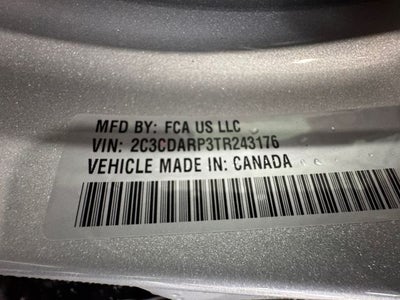 MFD BY: FCA US LLC
VIN: 2C3CDARP3TR243176
VEHICLE MADE IN: CANADA